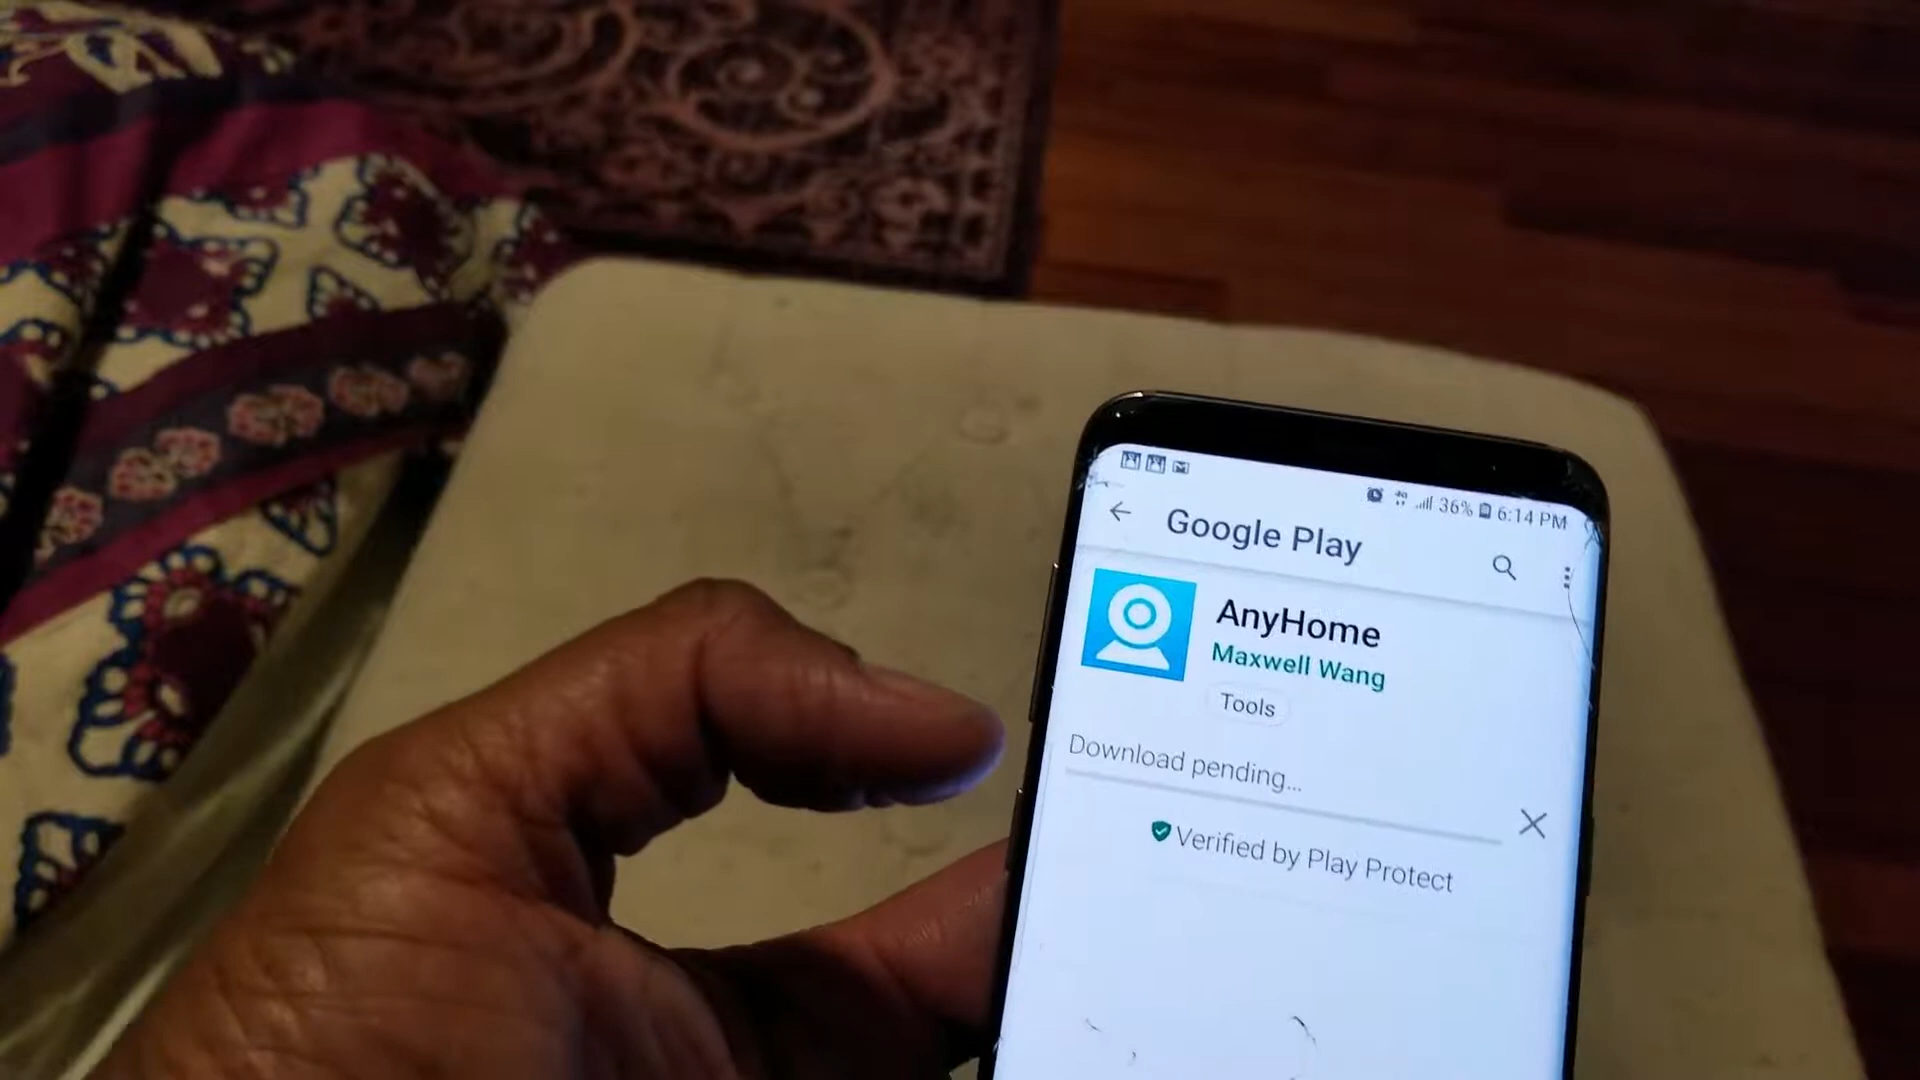 36% 6:14 PM
Google Play
AnyHome
Maxwell Wang
Tools
Download pending...
Verified by Play Protect